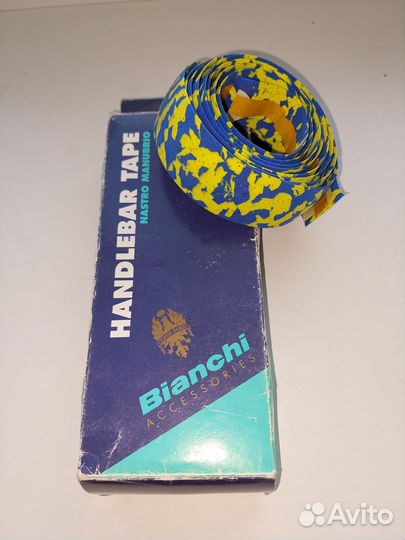 HANDLEBAR TAPE
NASTRO MANUBRIO
Bianchi
ACCESSORIES
Avito